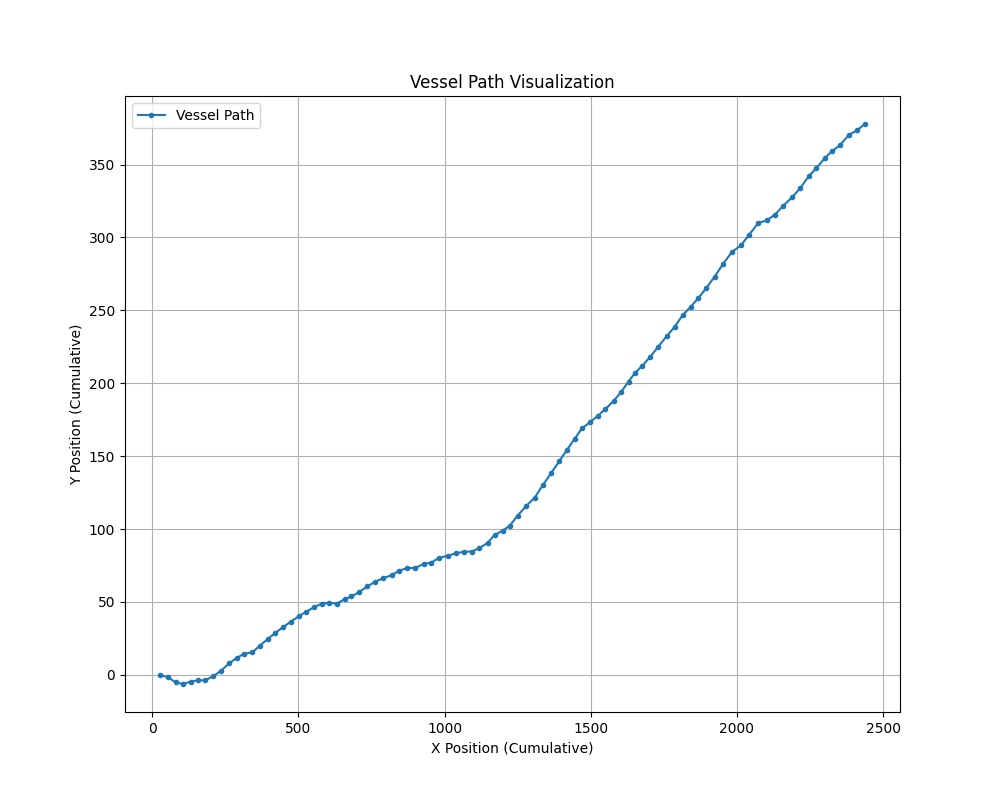 Vessel Path Visualization
Vessel Path
350
300
250
200
150
100
50
0
Y Position (Cumulative)
0 500 1000 1500 2000 2500
X Position (Cumulative)